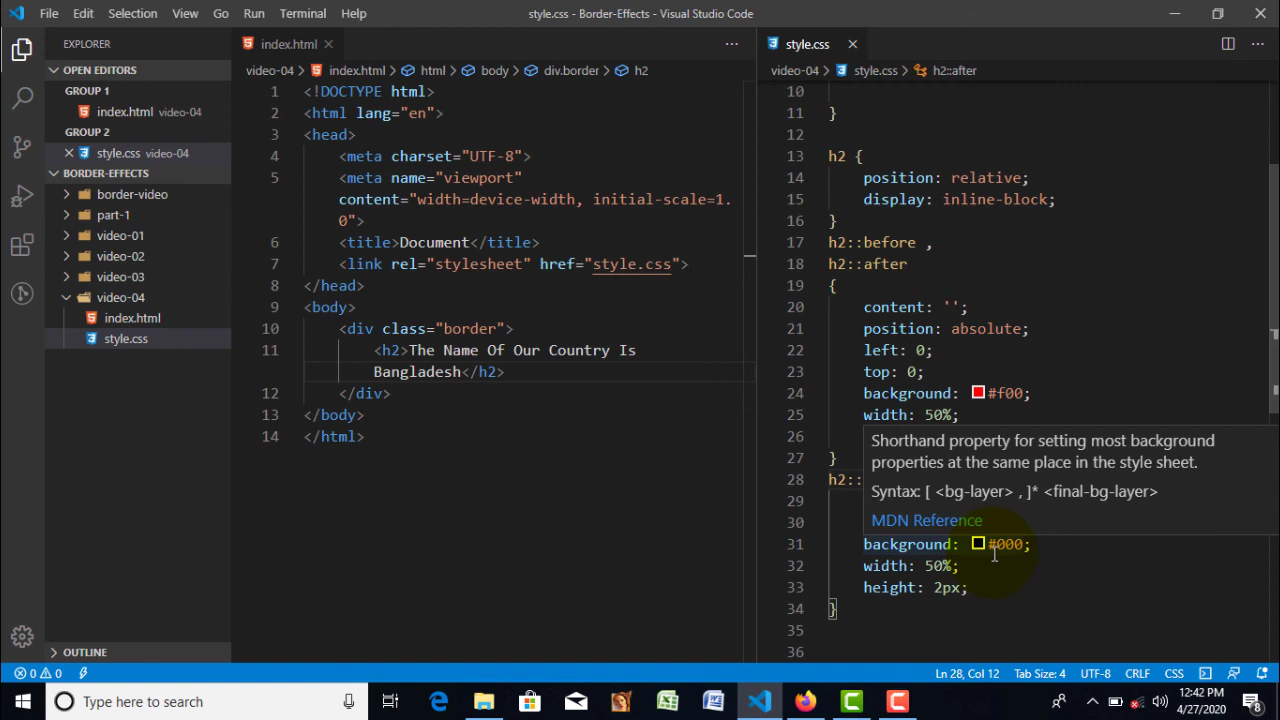 File Edit Selection View Go Run Terminal Help
style.css - Border-Effects - Visual Studio Code
EXPLORER
OPEN EDITORS
GROUP 1
index.html video-04
GROUP 2
style.css video-04
BORDER-EFFECTS
border-video
part-1
video-01
video-02
video-03
video-04
index.html
style.css
OUTLINE
index.html
video-04 index.html html body div.border h2
1 <!DOCTYPE html>
2 <html lang="en">
3 <head>
4 <meta charset="UTF-8">
5 <meta name="viewport"
content="width=device-width, initial-scale=1.
0">
6 <title>Document</title>
7 <link rel="stylesheet" href="style.css">
8 </head>
9 <body>
10 <div class="border">
11 <h2>The Name Of Our Country Is
Bangladesh</h2>
12 </div>
13 </body>
14 </html>
style.css
video-04 style.css h2::after
10
11 }
12
13 h2 {
14 position: relative;
15 display: inline-block;
16 }
17 h2::before ,
18 h2::after
19 {
20 content: '';
21 position: absolute;
22 left: 0;
23 top: 0;
24 background: #f00;
25 width: 50%;
26
27 }
28 h2::
29
30
31 background: #000;
32 width: 50%;
33 height: 2px;
34 }
35
36
Shorthand property for setting most background
properties at the same place in the style sheet.
Syntax: [ <bg-layer> , ]* <final-bg-layer>
MDN Reference
0 0
Ln 28, Col 12 Tab Size: 4 UTF-8 CRLF CSS
8
Type here to search
12:42 PM
4/27/2020
8